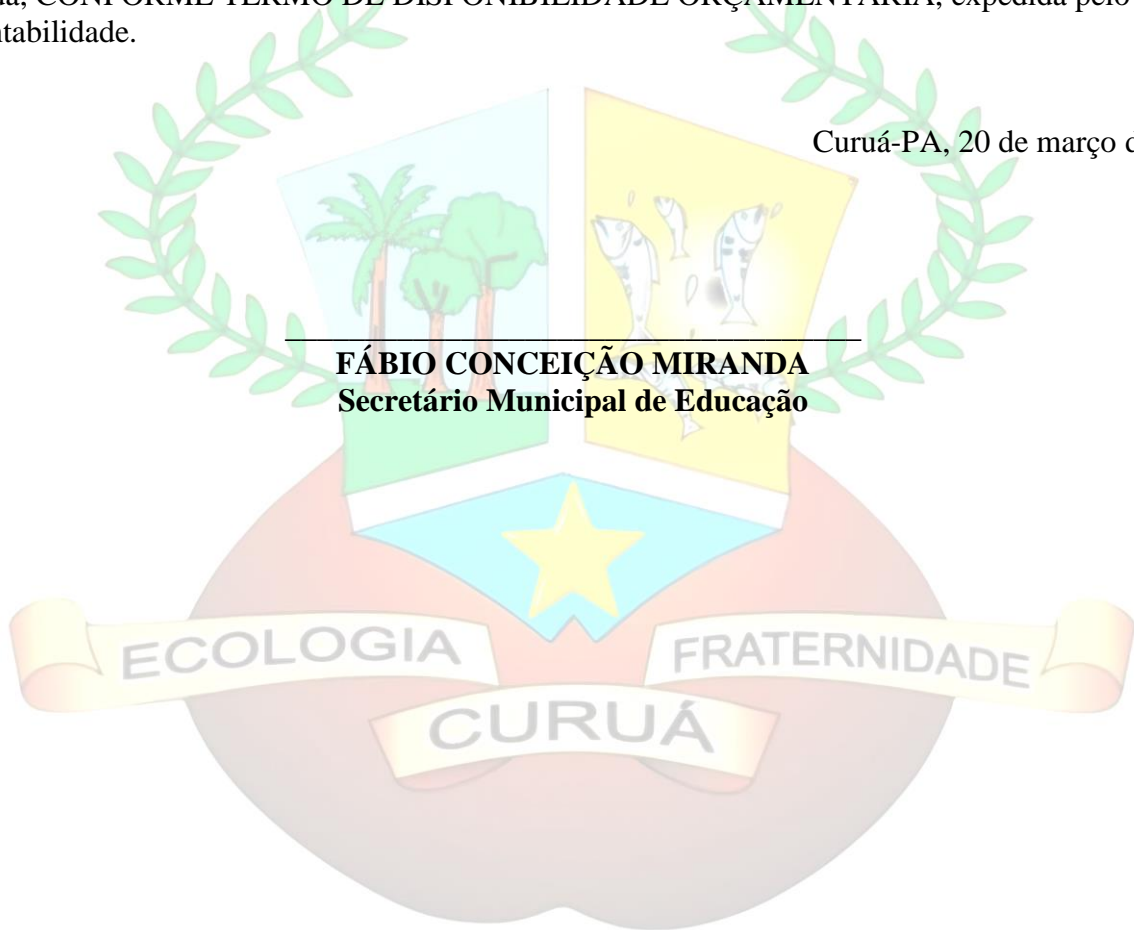 CONFORME TERMO DE DISPONIBILIDADE ORÇAMENTÁRIA, expedida pelo
Curuá-PA, 20 de março
FÁBIO CONCEIÇÃO MIRANDA
Secretário Municipal de Educação
ECOLOGIA
FRATERNIDADE
CURUÁ